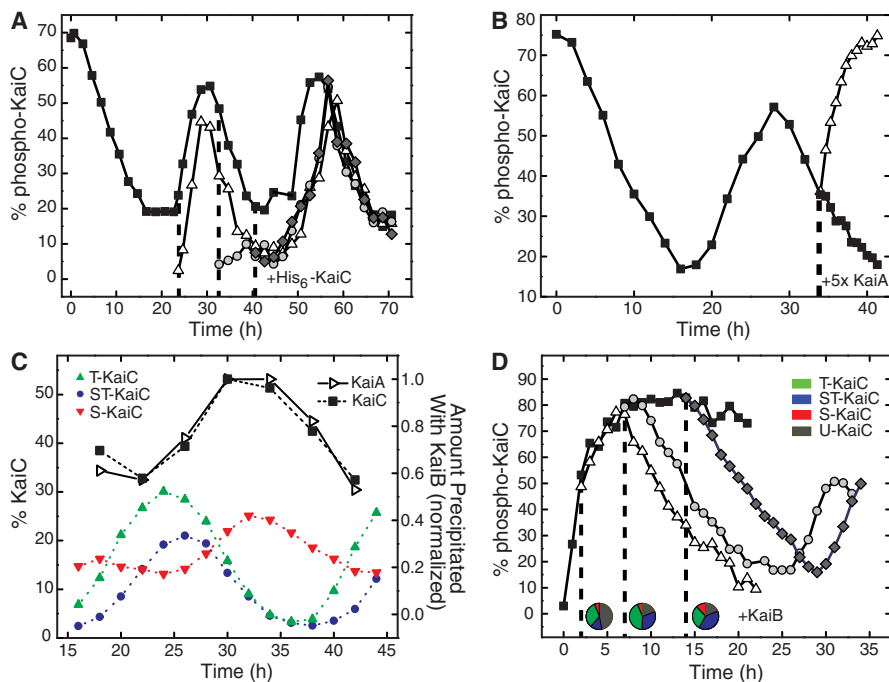 A
% phospho-KaiC
70
60
50
40
30
20
10
0
+His6-KaiC
0 10 20 30 40 50 60 70
Time (h)
B
% phospho-KaiC
80
70
60
50
40
30
20
10
+5x KaiA
0 10 20 30 40
Time (h)
C
% KaiC
50
40
30
20
10
0
T-KaiC
ST-KaiC
S-KaiC
KaiA
KaiC
1.0
0.8
0.6
0.4
0.2
0.0
Amount Precipitated
With KaiB (normalized)
15 20 25 30 35 40 45
Time (h)
D
% phospho-KaiC
90
80
70
60
50
40
30
20
10
0
T-KaiC
ST-KaiC
S-KaiC
U-KaiC
+KaiB
0 5 10 15 20 25 30 35
Time (h)